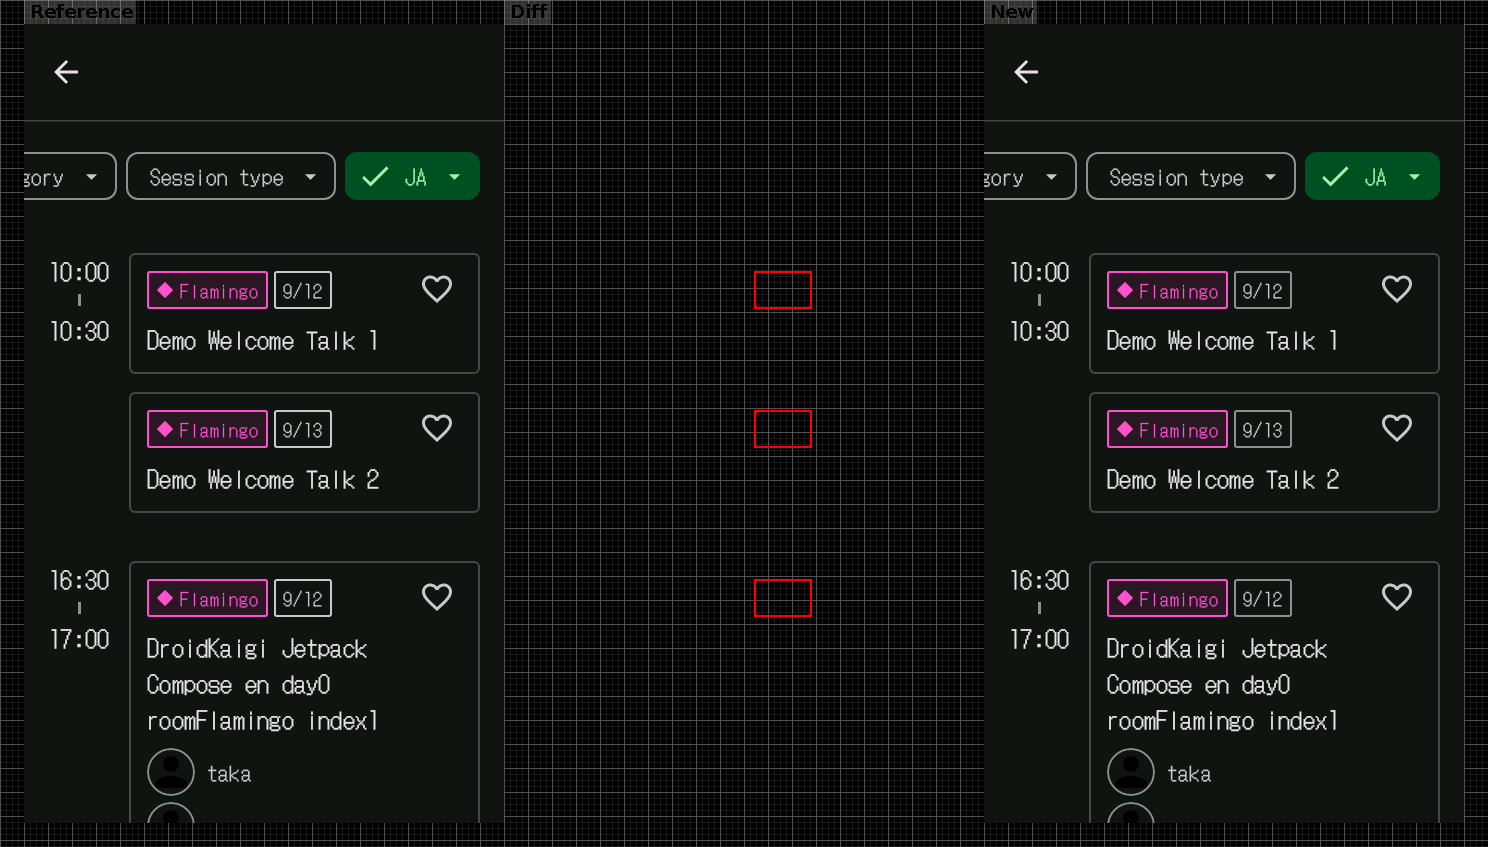 Reference
Diff
New
gory
Session type
JA
10:00
10:30
Flamingo
9/12
Demo Welcome Talk 1
Flamingo
9/13
Demo Welcome Talk 2
16:30
17:00
Flamingo
9/12
DroidKaigi Jetpack
Compose en day0
roomFlamingo index1
taka
gory
Session type
JA
10:00
10:30
Flamingo
9/12
Demo Welcome Talk 1
Flamingo
9/13
Demo Welcome Talk 2
16:30
17:00
Flamingo
9/12
DroidKaigi Jetpack
Compose en day0
roomFlamingo index1
taka